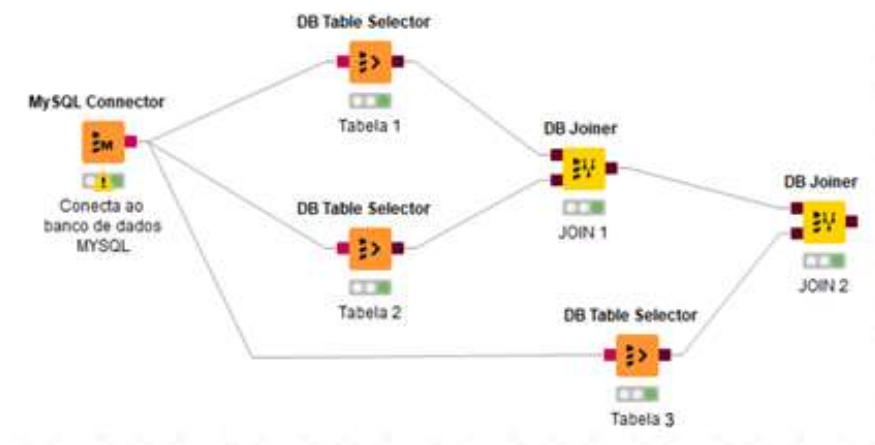 DB Table Selector
Tabela 1
MySQL Connector
M
Conecta ao
banco de dados
MYSQL
DB Table Selector
Tabela 2
DB Joiner
JOIN 1
DB Joiner
JOIN 2
DB Table Selector
Tabela 3